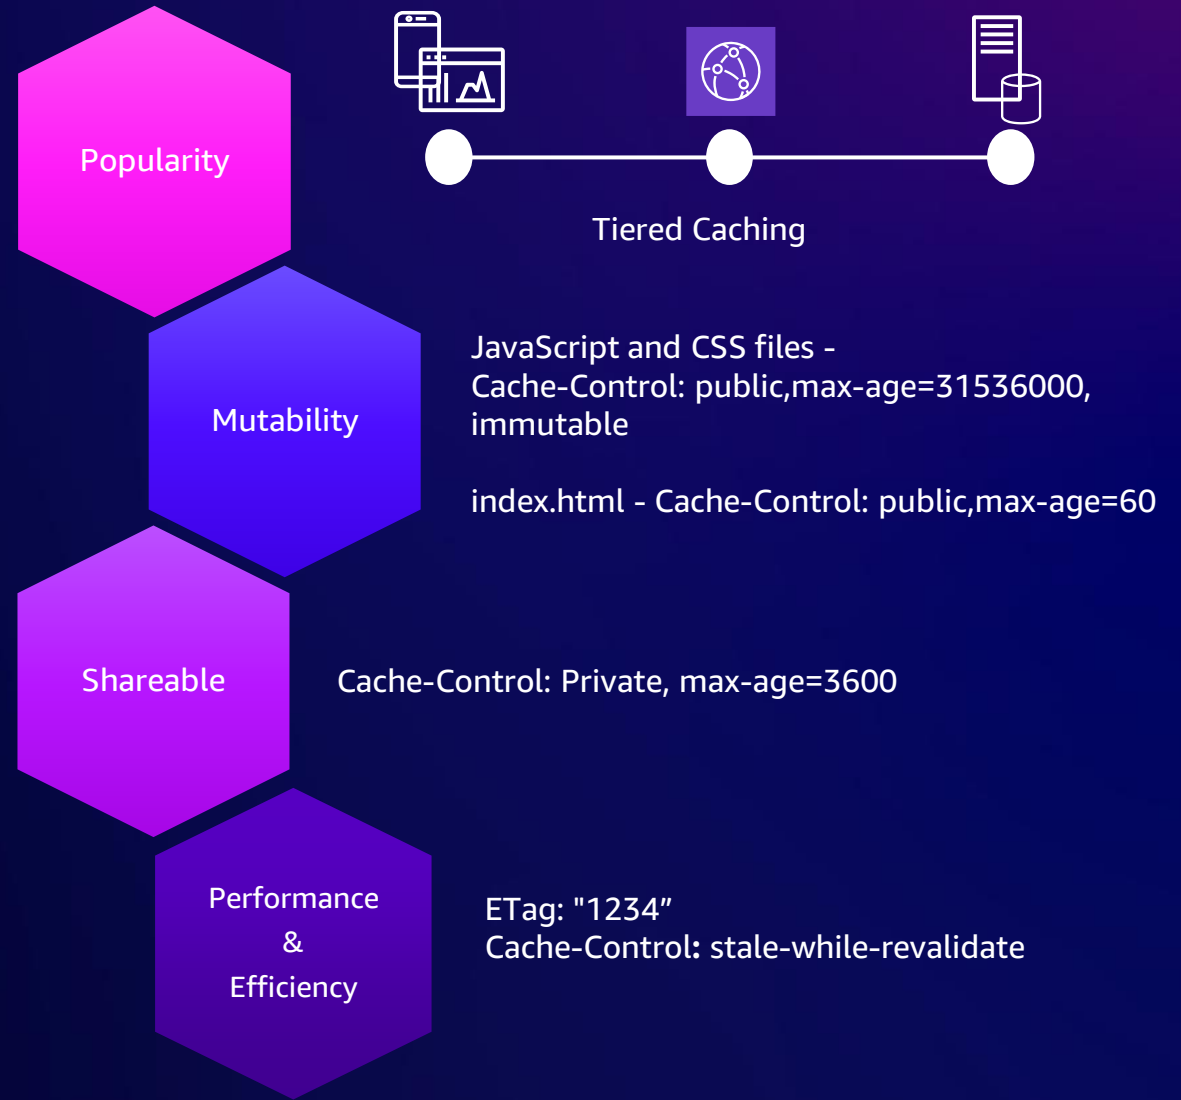 Popularity
Tiered Caching
Mutability
JavaScript and CSS files -
Cache-Control: public,max-age=31536000,
immutable
index.html - Cache-Control: public,max-age=60
Shareable
Cache-Control: Private, max-age=3600
Performance
&
Efficiency
ETag: "1234”
Cache-Control: stale-while-revalidate